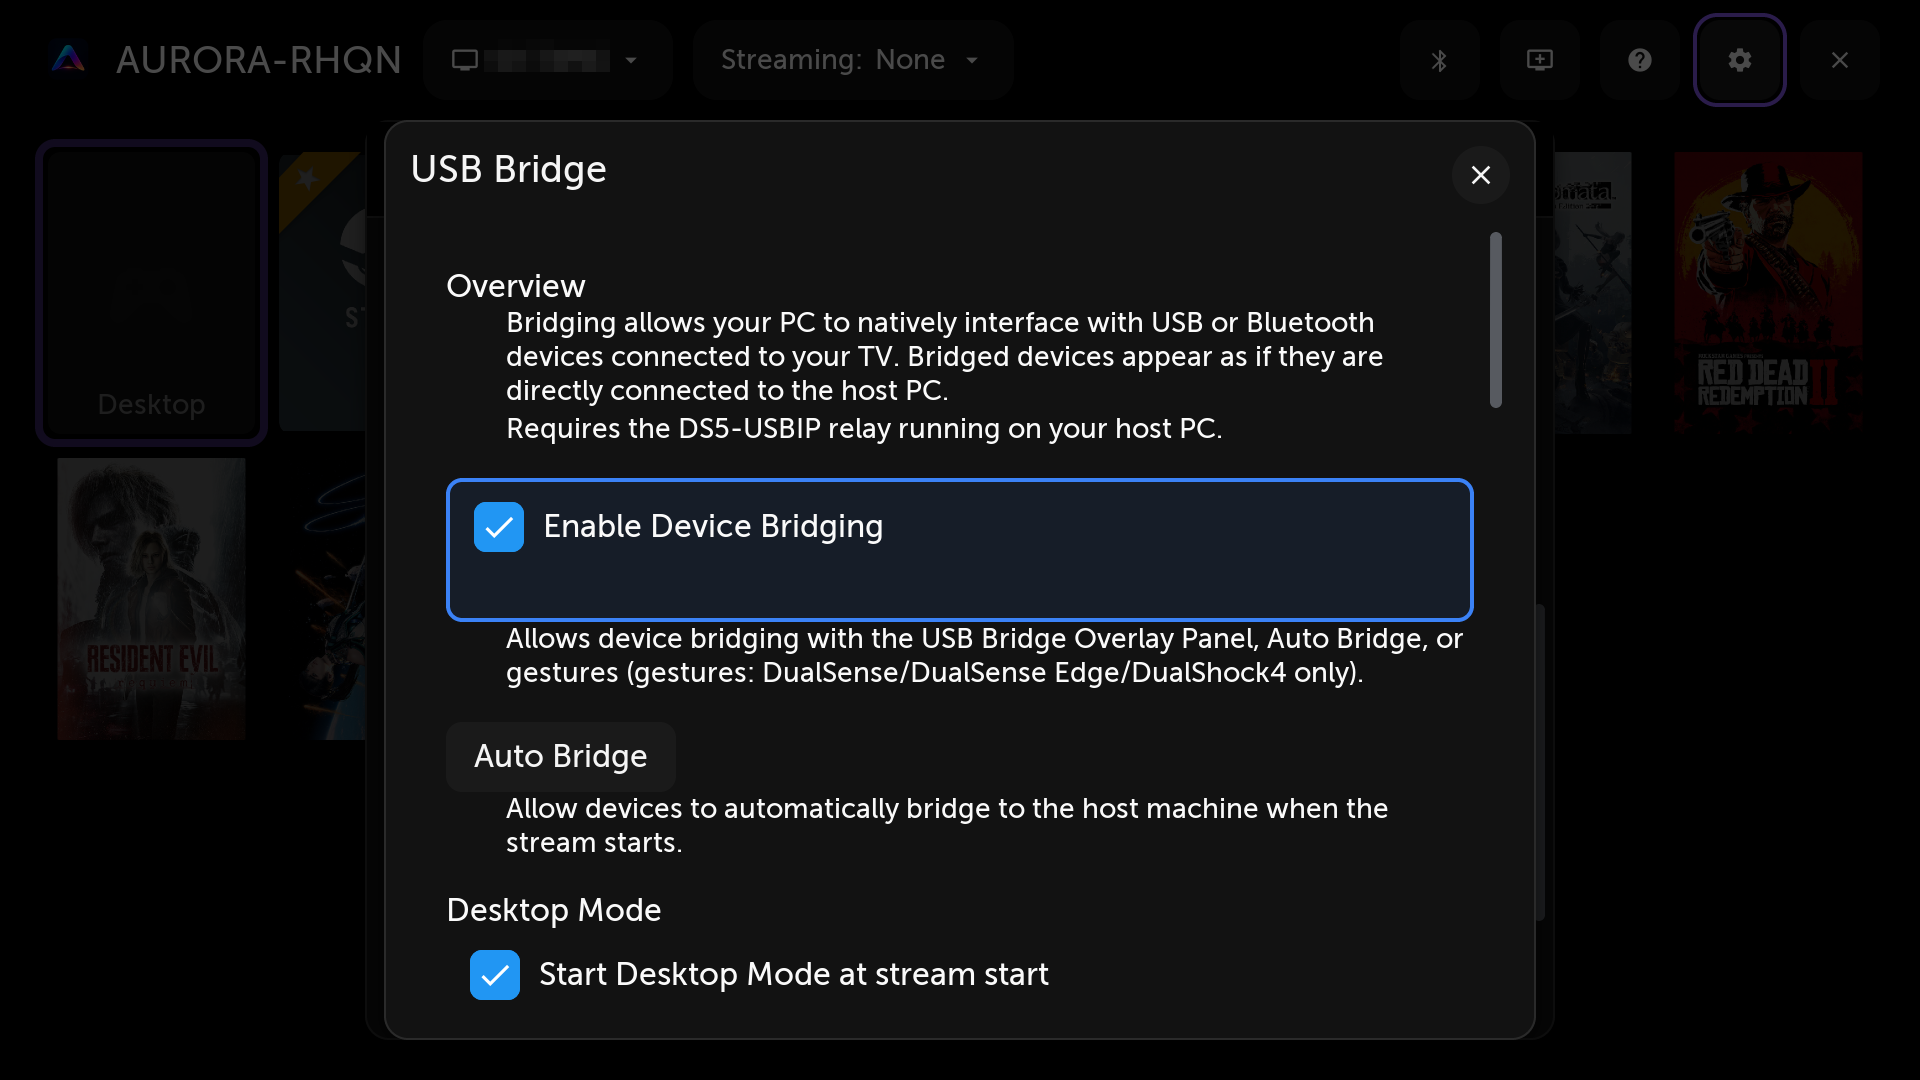 AURORA-RHQN
Streaming: None
USB Bridge
Overview
Bridging allows your PC to natively interface with USB or Bluetooth
devices connected to your TV. Bridged devices appear as if they are
directly connected to the host PC.
Requires the DS5-USBIP relay running on your host PC.
Enable Device Bridging
Allows device bridging with the USB Bridge Overlay Panel, Auto Bridge, or
gestures (gestures: DualSense/DualSense Edge/DualShock4 only).
Auto Bridge
Allow devices to automatically bridge to the host machine when the
stream starts.
Desktop Mode
Start Desktop Mode at stream start
Desktop
RED DEAD
REDEMPTION II
RESIDENT EVIL